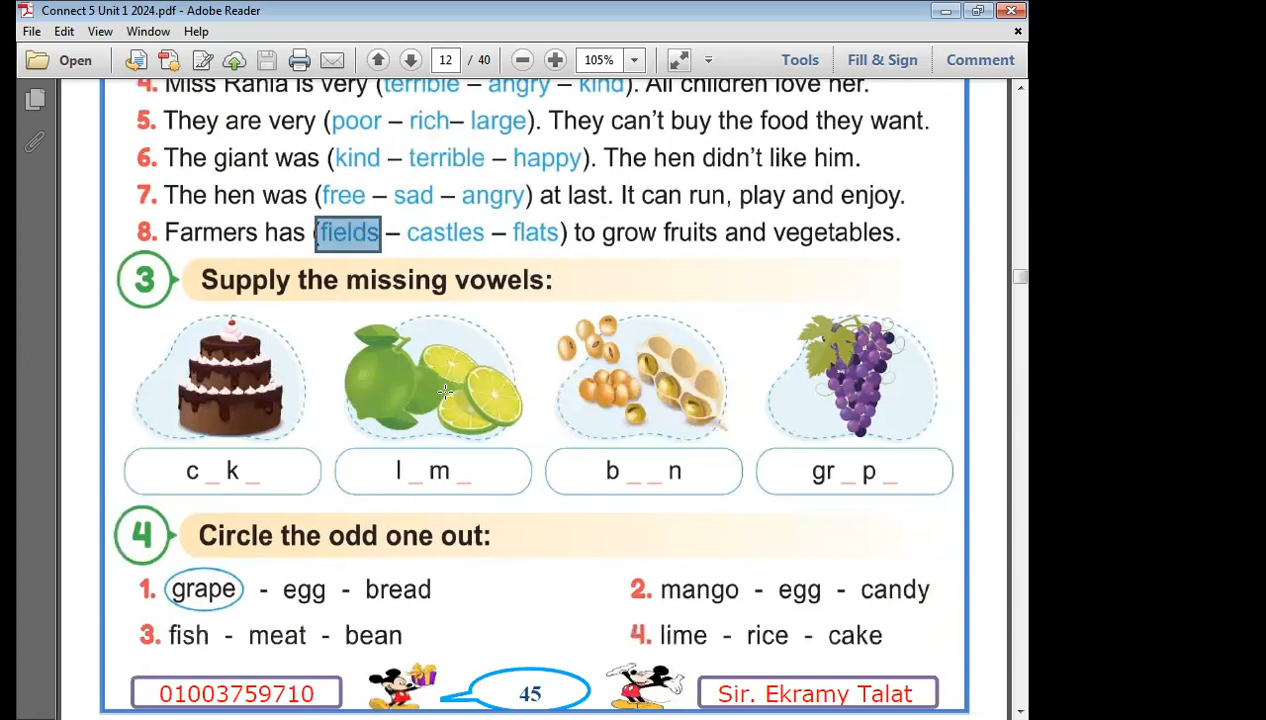 Connect 5 Unit 1 2024.pdf - Adobe Reader
File Edit View Window Help
Open 12 / 40 105% Tools Fill & Sign Comment
4. Miss Rania is very (terrible – angry – kind). All children love her.
5. They are very (poor – rich– large). They can't buy the food they want.
6. The giant was (kind – terrible – happy). The hen didn't like him.
7. The hen was (free – sad – angry) at last. It can run, play and enjoy.
8. Farmers has (fields – castles – flats) to grow fruits and vegetables.
3 Supply the missing vowels:
c _ k _ l _ m _ b _ _ n gr _ p _
4 Circle the odd one out:
1. grape - egg - bread 2. mango - egg - candy
3. fish - meat - bean 4. lime - rice - cake
01003759710 45 Sir. Ekramy Talat